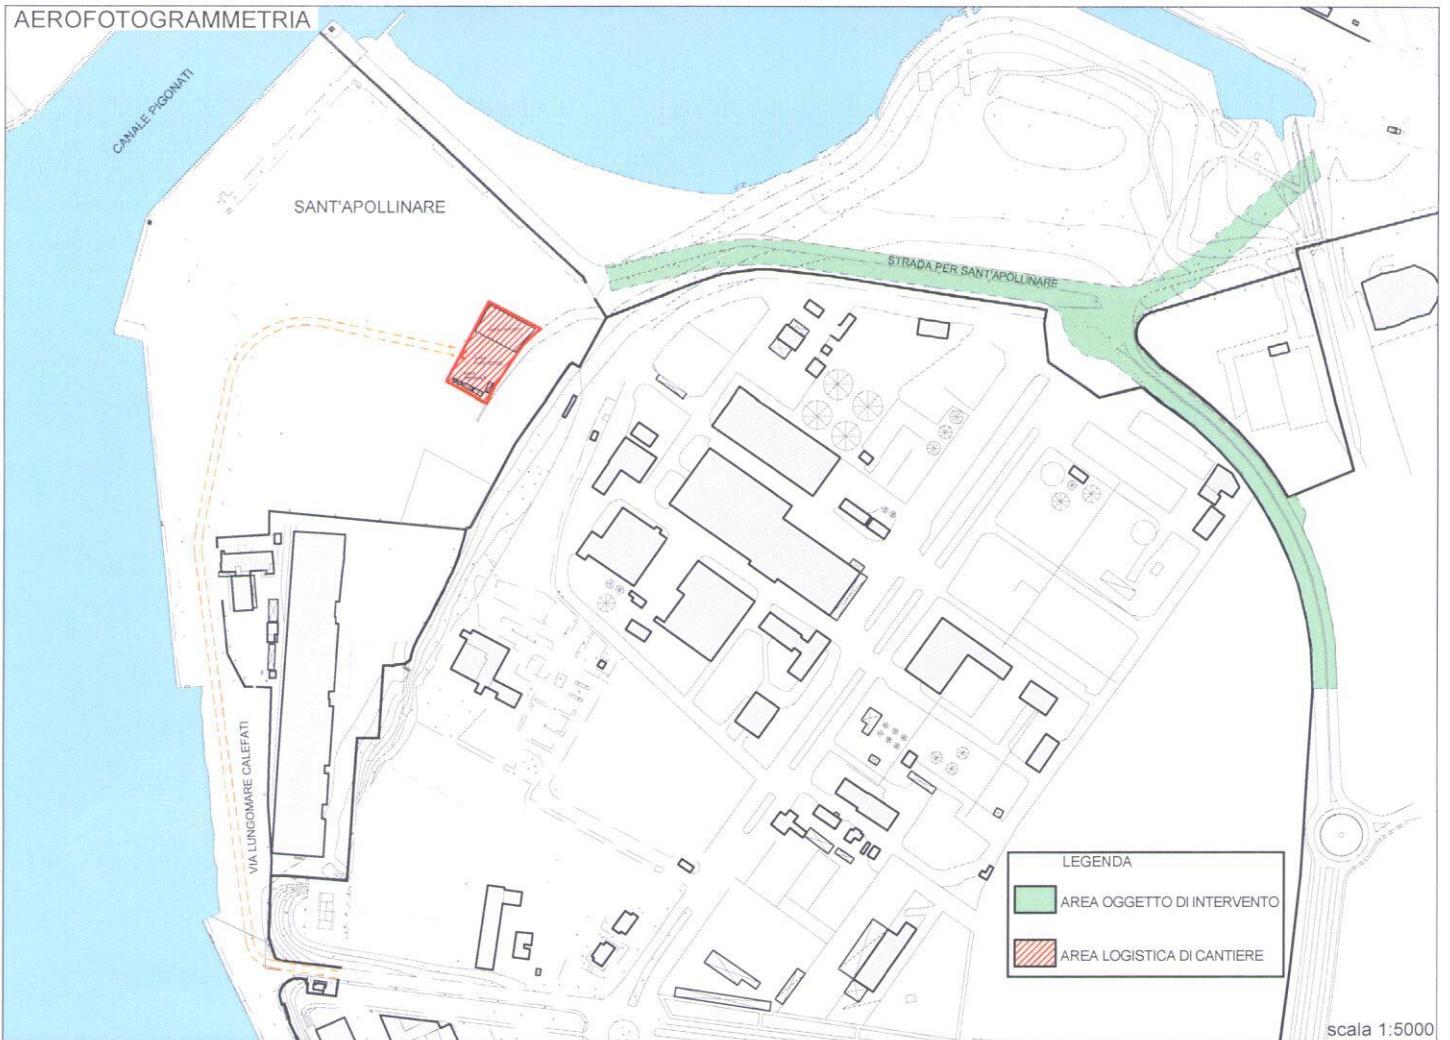 AEROFOTOGRAMMETRIA
CANALE PIGONATI
SANT'APOLLINARE
STRADA PER SANT'APOLLINARE
VIA LUNGOMARE CALEFATI
LEGENDA
AREA OGGETTO DI INTERVENTO
AREA LOGISTICA DI CANTIERE
scala 1:5000